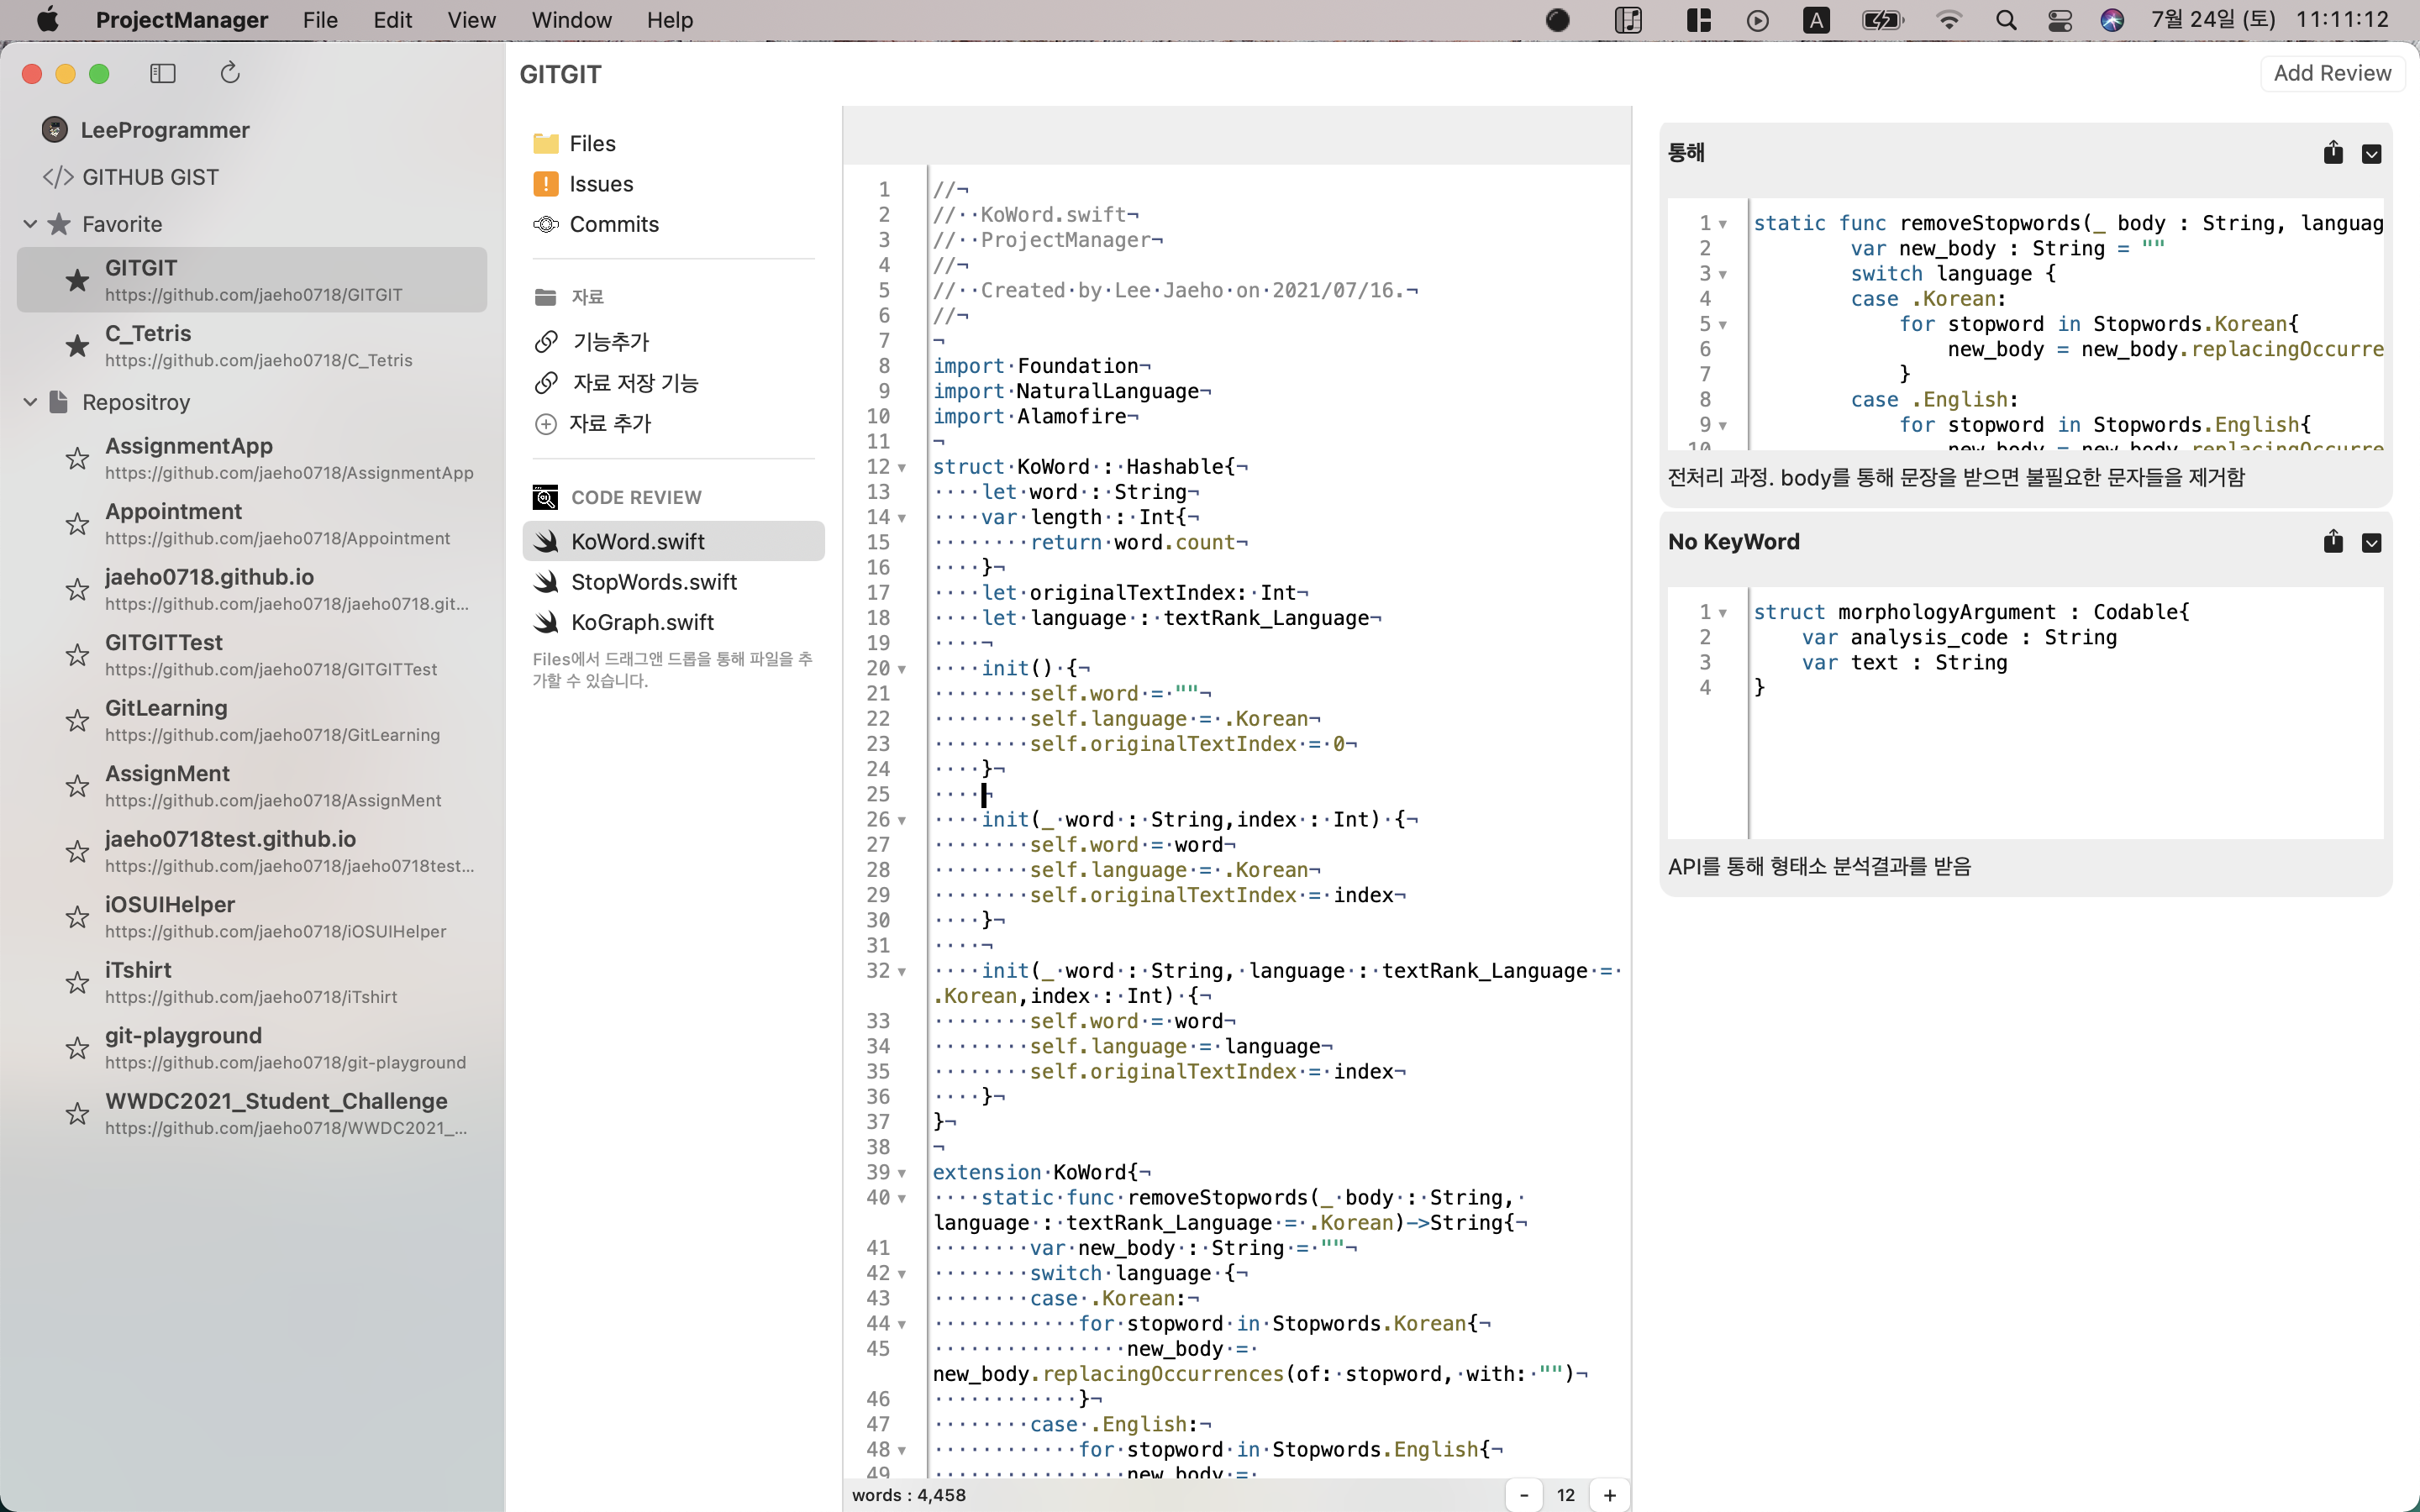 ProjectManager File Edit View Window Help A 7월 24일 (토) 11:11:12
GITGIT
Add Review
LeeProgrammer
</> GITHUB GIST
Favorite
GITGIT
https://github.com/jaeho0718/GITGIT
C_Tetris
https://github.com/jaeho0718/C_Tetris
Repositroy
AssignmentApp
https://github.com/jaeho0718/AssignmentApp
Appointment
https://github.com/jaeho0718/Appointment
jaeho0718.github.io
https://github.com/jaeho0718/jaeho0718.git...
GITGITTest
https://github.com/jaeho0718/GITGITTest
GitLearning
https://github.com/jaeho0718/GitLearning
AssignMent
https://github.com/jaeho0718/AssignMent
jaeho0718test.github.io
https://github.com/jaeho0718/jaeho0718test...
iOSUIHelper
https://github.com/jaeho0718/iOSUIHelper
iTshirt
https://github.com/jaeho0718/iTshirt
git-playground
https://github.com/jaeho0718/git-playground
WWDC2021_Student_Challenge
https://github.com/jaeho0718/WWDC2021_...
Files
Issues
Commits
자료
기능추가
자료 저장 기능
자료 추가
CODE REVIEW
KoWord.swift
StopWords.swift
KoGraph.swift
Files에서 드래그앤 드롭을 통해 파일을 추
가할 수 있습니다.
1 //¬
2 //··KoWord.swift¬
3 //··ProjectManager¬
4 //¬
5 //··Created·by·Lee·Jaeho·on·2021/07/16.¬
6 //¬
7 ¬
8 import·Foundation¬
9 import·NaturalLanguage¬
10 import·Alamofire¬
11 ¬
12 struct·KoWord·:·Hashable{¬
13 ····let·word·:·String¬
14 ····var·length·:·Int{¬
15 ········return·word.count¬
16 ····}¬
17 ····let·originalTextIndex:·Int¬
18 ····let·language·:·textRank_Language¬
19 ····¬
20 ····init()·{¬
21 ········self.word·=·""¬
22 ········self.language·=·.Korean¬
23 ········self.originalTextIndex·=·0¬
24 ····}¬
25 ····¬
26 ····init(_·word·:·String,index·:·Int)·{¬
27 ········self.word·=·word¬
28 ········self.language·=·.Korean¬
29 ········self.originalTextIndex·=·index¬
30 ····}¬
31 ····¬
32 ····init(_·word·:·String,·language·:·textRank_Language·=·
.Korean,index·:·Int)·{¬
33 ········self.word·=·word¬
34 ········self.language·=·language¬
35 ········self.originalTextIndex·=·index¬
36 ····}¬
37 }¬
38 ¬
39 extension·KoWord{¬
40 ····static·func·removeStopwords(_·body·:·String,·
language·:·textRank_Language·=·.Korean)->String{¬
41 ········var·new_body·:·String·=·""¬
42 ········switch·language·{¬
43 ········case·.Korean:¬
44 ············for·stopword·in·Stopwords.Korean{¬
45 ················new_body·=·
new_body.replacingOccurrences(of:·stopword,·with:·"")¬
46 ············}¬
47 ········case·.English:¬
48 ············for·stopword·in·Stopwords.English{¬
49 ················new_body·=·
words : 4,458
- 12 +
통해
1 static func removeStopwords(_ body : String, languag
2 var new_body : String = ""
3 switch language {
4 case .Korean:
5 for stopword in Stopwords.Korean{
6 new_body = new_body.replacingOccurre
7 }
8 case .English:
9 for stopword in Stopwords.English{
10 new_body = new_body.replacingOccurre
전처리 과정. body를 통해 문장을 받으면 불필요한 문자들을 제거함
No KeyWord
1 struct morphologyArgument : Codable{
2 var analysis_code : String
3 var text : String
4 }
API를 통해 형태소 분석결과를 받음